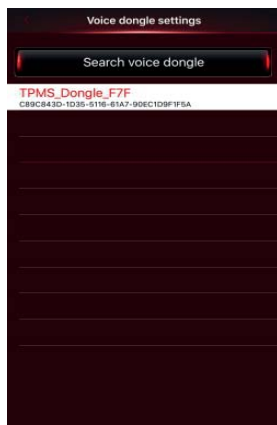 Voice dongle settings
Search voice dongle
TPMS_Dongle_F7F
C89C843D-1D35-5116-61A7-90EC1D9F1F5A